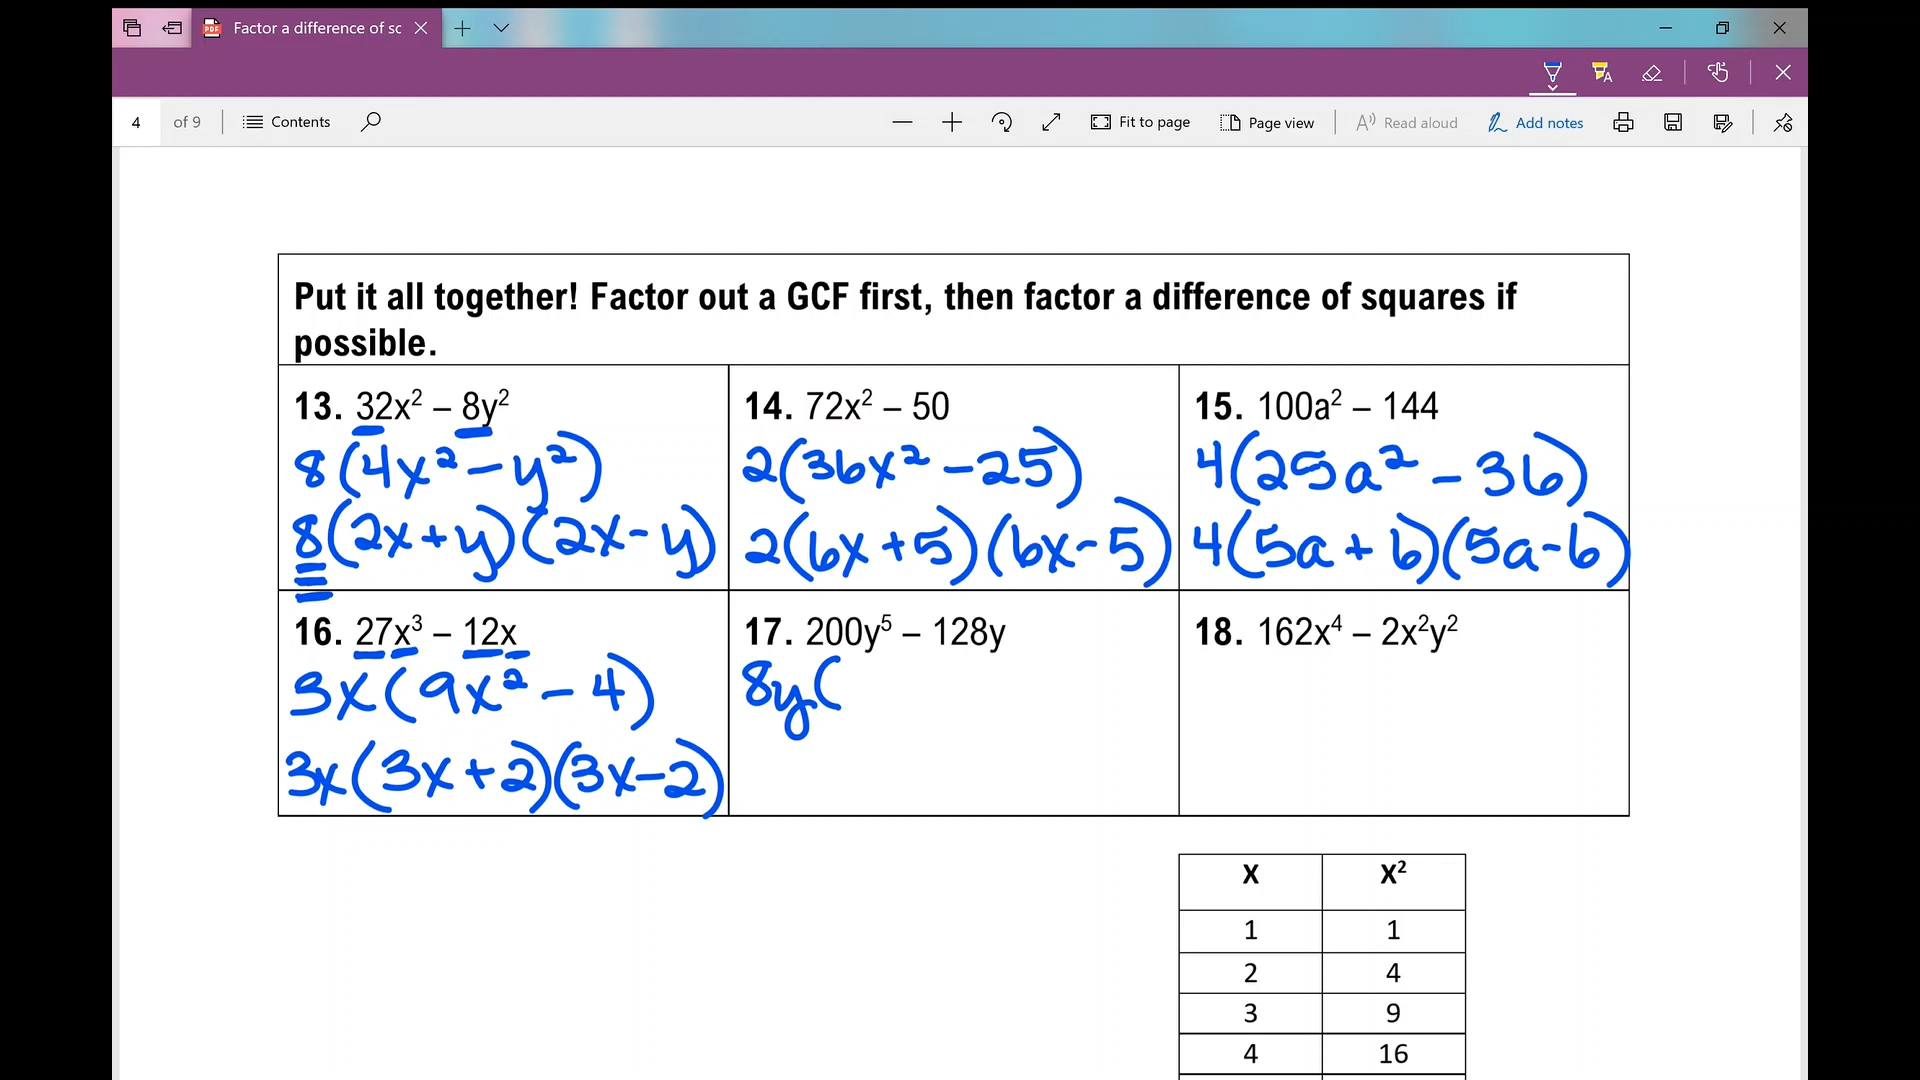 Factor a difference of sc
4 of 9 Contents Fit to page Page view Read aloud Add notes
Put it all together! Factor out a GCF first, then factor a difference of squares if
possible.
13. 32x² – 8y²
8(4x² – y²)
8(2x + y)(2x – y)
14. 72x² – 50
2(36x² – 25)
2(6x + 5)(6x – 5)
15. 100a² – 144
4(25a² – 36)
4(5a + 6)(5a – 6)
16. 27x³ – 12x
3x(9x² – 4)
3x(3x + 2)(3x – 2)
17. 200y⁵ – 128y
8y(
18. 162x⁴ – 2x²y²
X X²
1 1
2 4
3 9
4 16